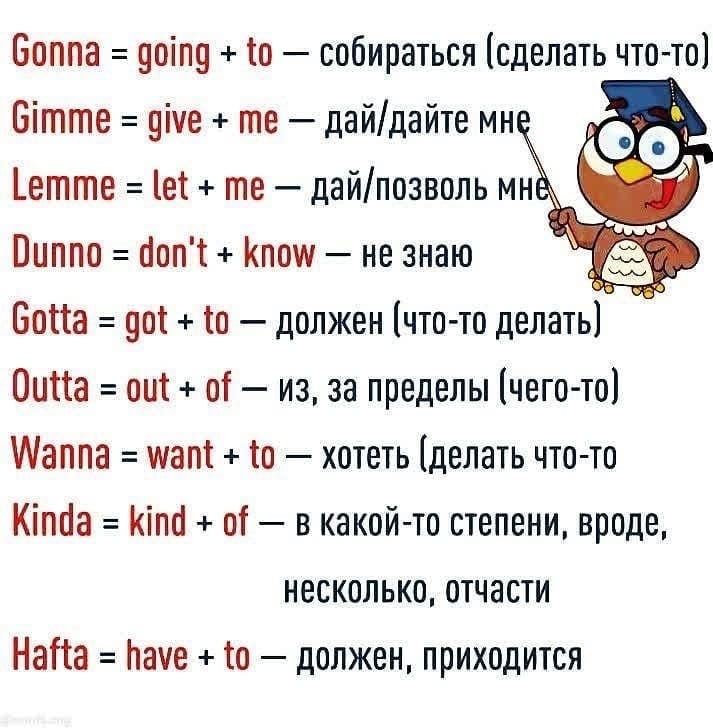 Gonna = going + to — собираться (сделать что-то)
Gimme = give + me — дай/дайте мне
Lemme = let + me — дай/позволь мне
Dunno = don't + know — не знаю
Gotta = got + to — должен (что-то делать)
Outta = out + of — из, за пределы (чего-то)
Wanna = want + to — хотеть (делать что-то
Kinda = kind + of — в какой-то степени, вроде,
несколько, отчасти
Hafta = have + to — должен, приходится